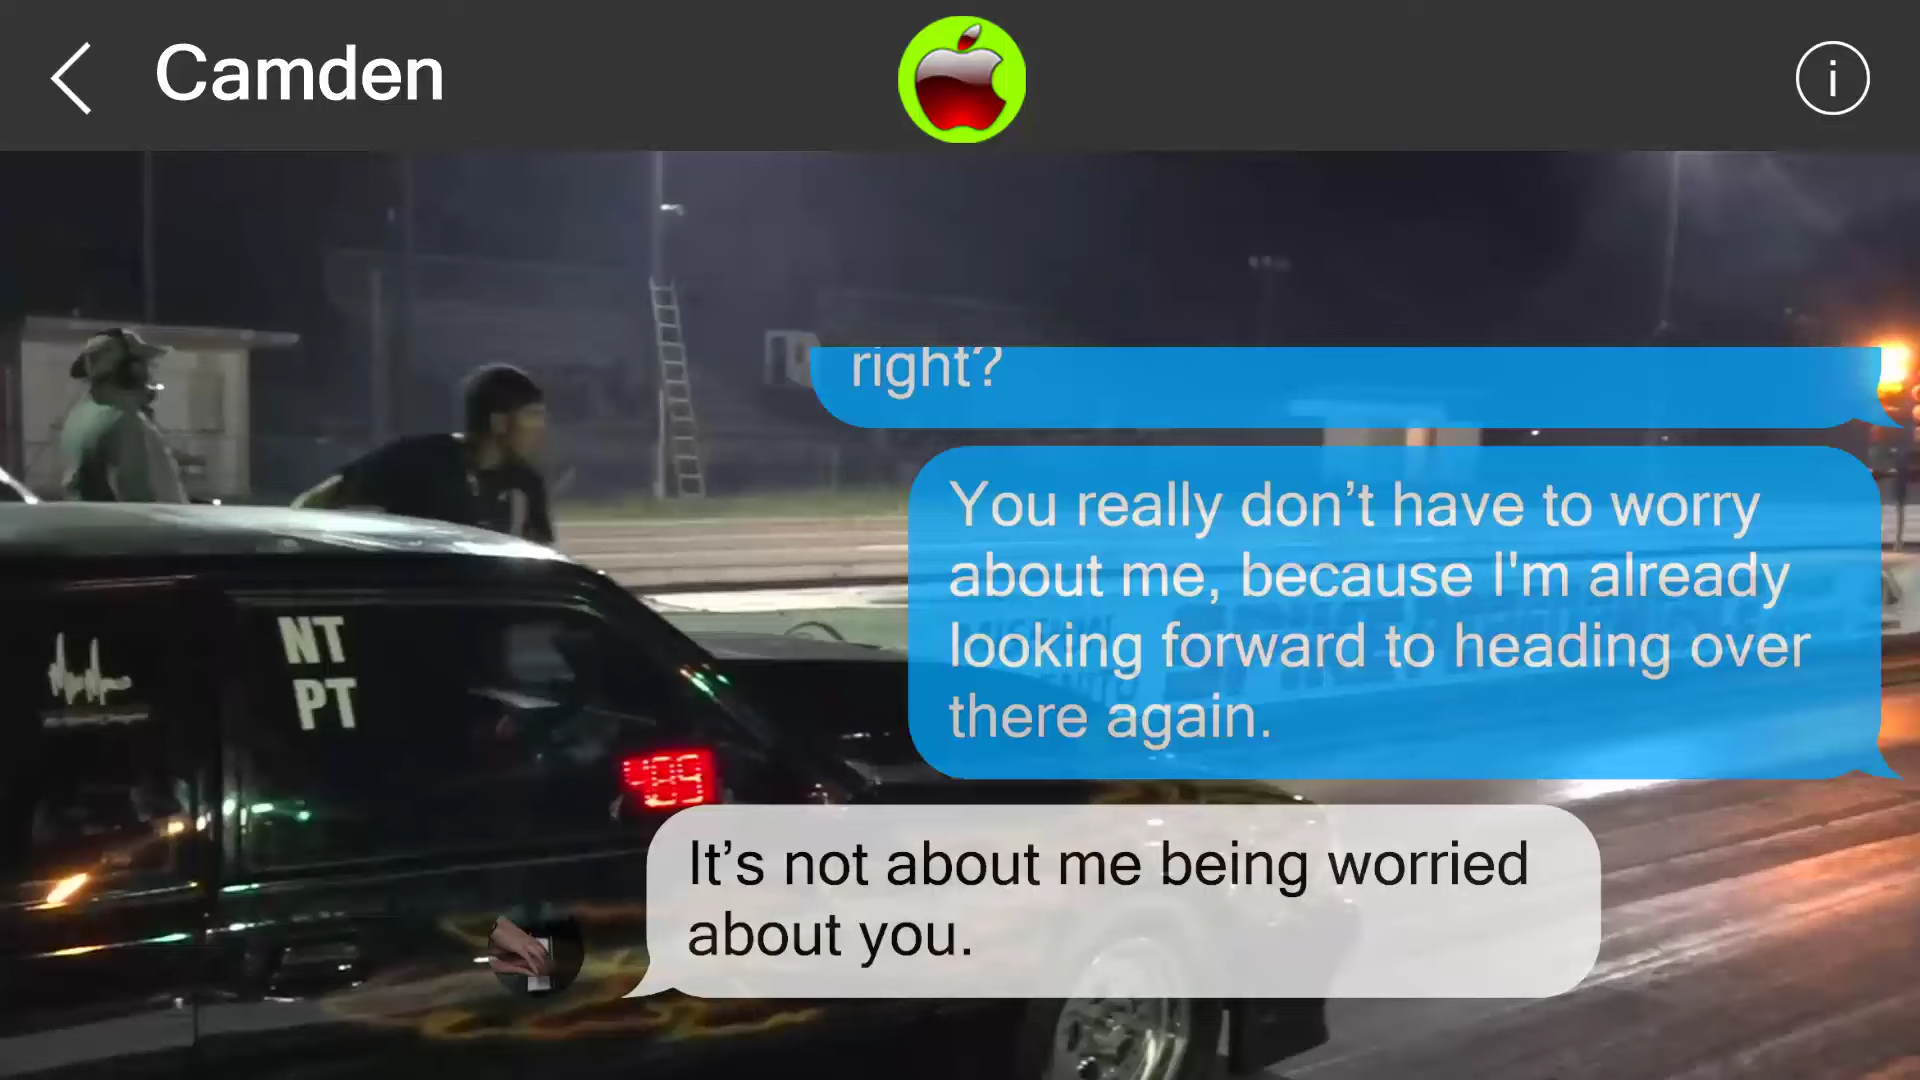 Camden
i
right?
You really don’t have to worry
about me, because I'm already
looking forward to heading over
there again.
It’s not about me being worried
about you.
NT
PT
489